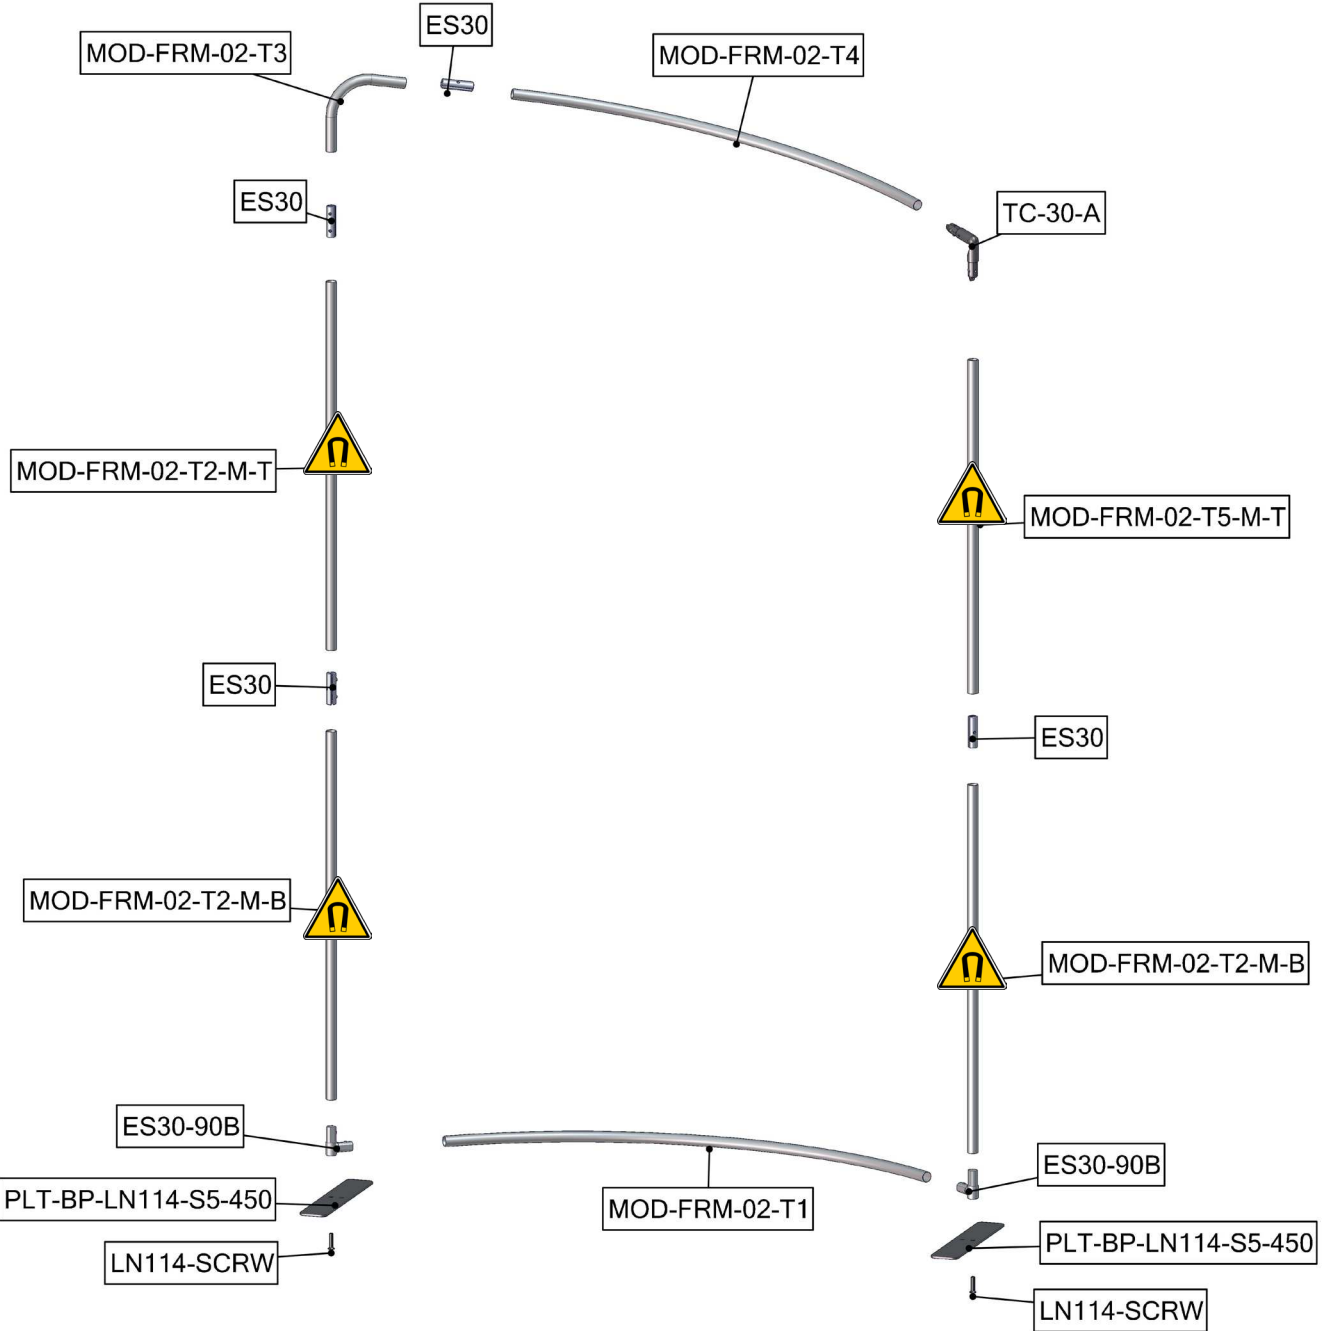 ES30
MOD-FRM-02-T3
MOD-FRM-02-T4
ES30
TC-30-A
MOD-FRM-02-T2-M-T
MOD-FRM-02-T5-M-T
ES30
ES30
MOD-FRM-02-T2-M-B
MOD-FRM-02-T2-M-B
ES30-90B
ES30-90B
PLT-BP-LN114-S5-450
MOD-FRM-02-T1
PLT-BP-LN114-S5-450
LN114-SCRW
LN114-SCRW